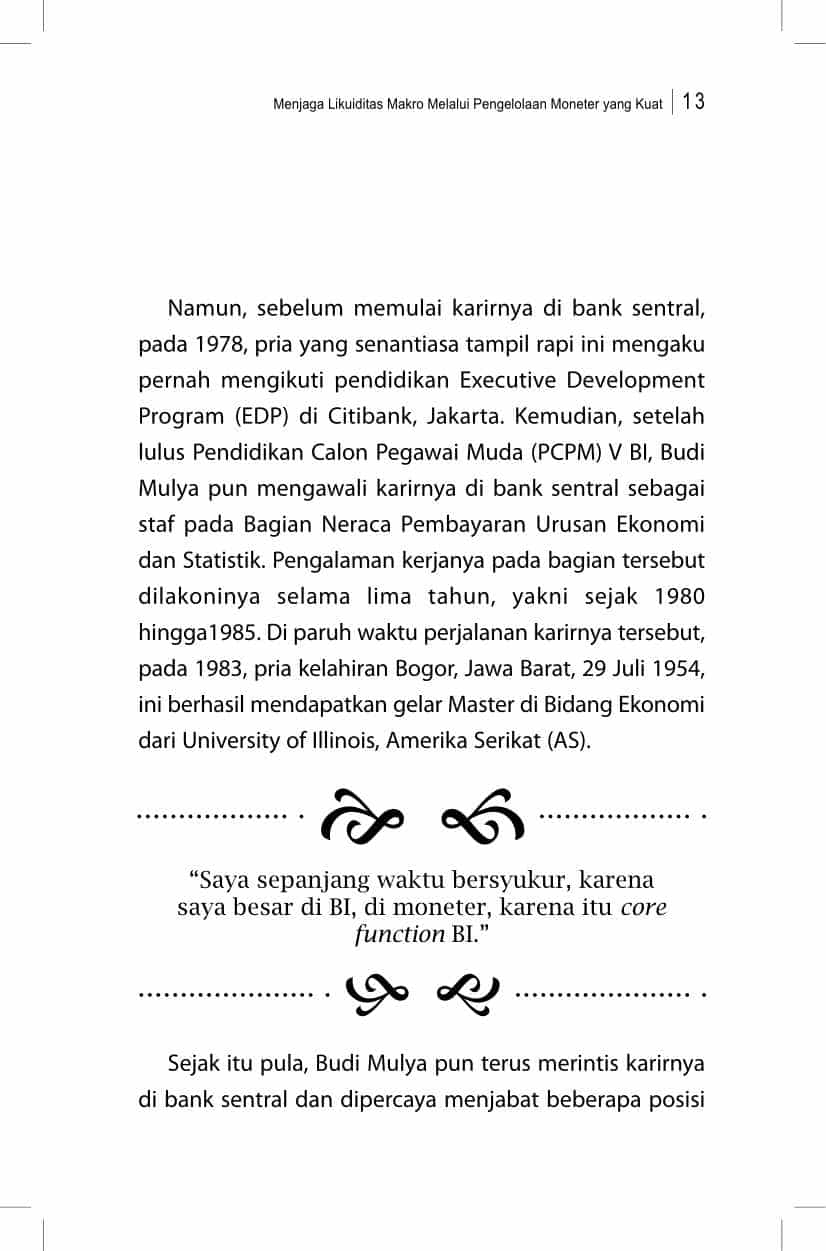 Menjaga Likuiditas Makro Melalui Pengelolaan Moneter yang Kuat 13
Namun, sebelum memulai karirnya di bank sentral,
pada 1978, pria yang senantiasa tampil rapi ini mengaku
pernah mengikuti pendidikan Executive Development
Program (EDP) di Citibank, Jakarta. Kemudian, setelah
lulus Pendidikan Calon Pegawai Muda (PCPM) V BI, Budi
Mulya pun mengawali karirnya di bank sentral sebagai
staf pada Bagian Neraca Pembayaran Urusan Ekonomi
dan Statistik. Pengalaman kerjanya pada bagian tersebut
dilakoninya selama lima tahun, yakni sejak 1980
hingga1985. Di paruh waktu perjalanan karirnya tersebut,
pada 1983, pria kelahiran Bogor, Jawa Barat, 29 Juli 1954,
ini berhasil mendapatkan gelar Master di Bidang Ekonomi
dari University of Illinois, Amerika Serikat (AS).
“Saya sepanjang waktu bersyukur, karena
saya besar di BI, di moneter, karena itu core
function BI.”
Sejak itu pula, Budi Mulya pun terus merintis karirnya
di bank sentral dan dipercaya menjabat beberapa posisi